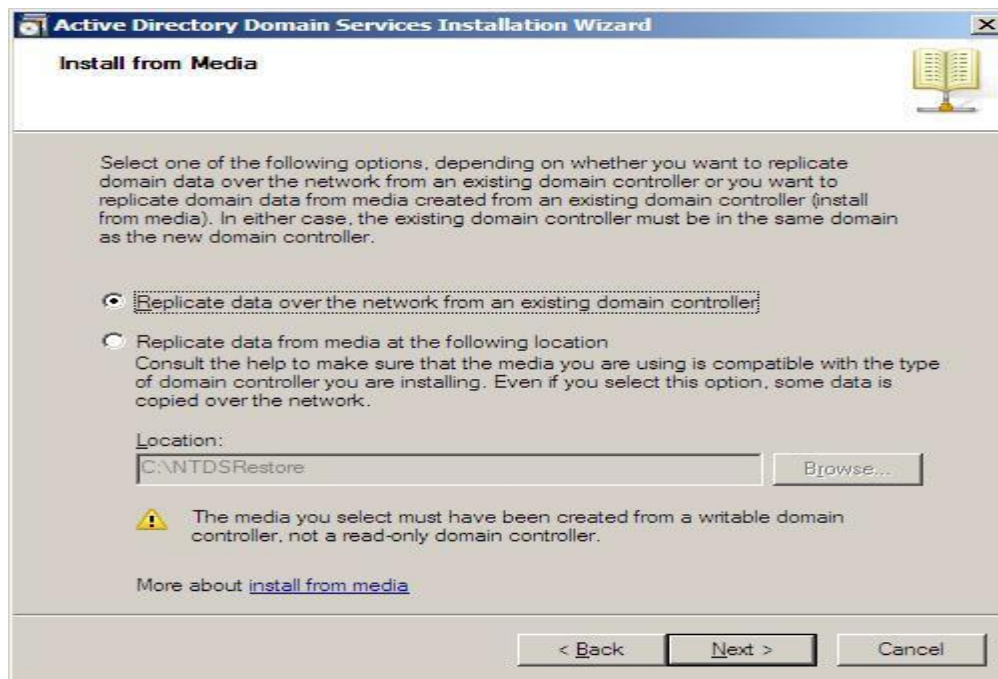 Active Directory Domain Services Installation Wizard
Install from Media
Select one of the following options, depending on whether you want to replicate
domain data over the network from an existing domain controller or you want to
replicate domain data from media created from an existing domain controller (install
from media). In either case, the existing domain controller must be in the same domain
as the new domain controller.
Replicate data over the network from an existing domain controller
Replicate data from media at the following location
Consult the help to make sure that the media you are using is compatible with the type
of domain controller you are installing. Even if you select this option, some data is
copied over the network.
Location:
C:\NTDSRestore
Browse...
The media you select must have been created from a writable domain
controller, not a read-only domain controller.
More about install from media
< Back
Next >
Cancel